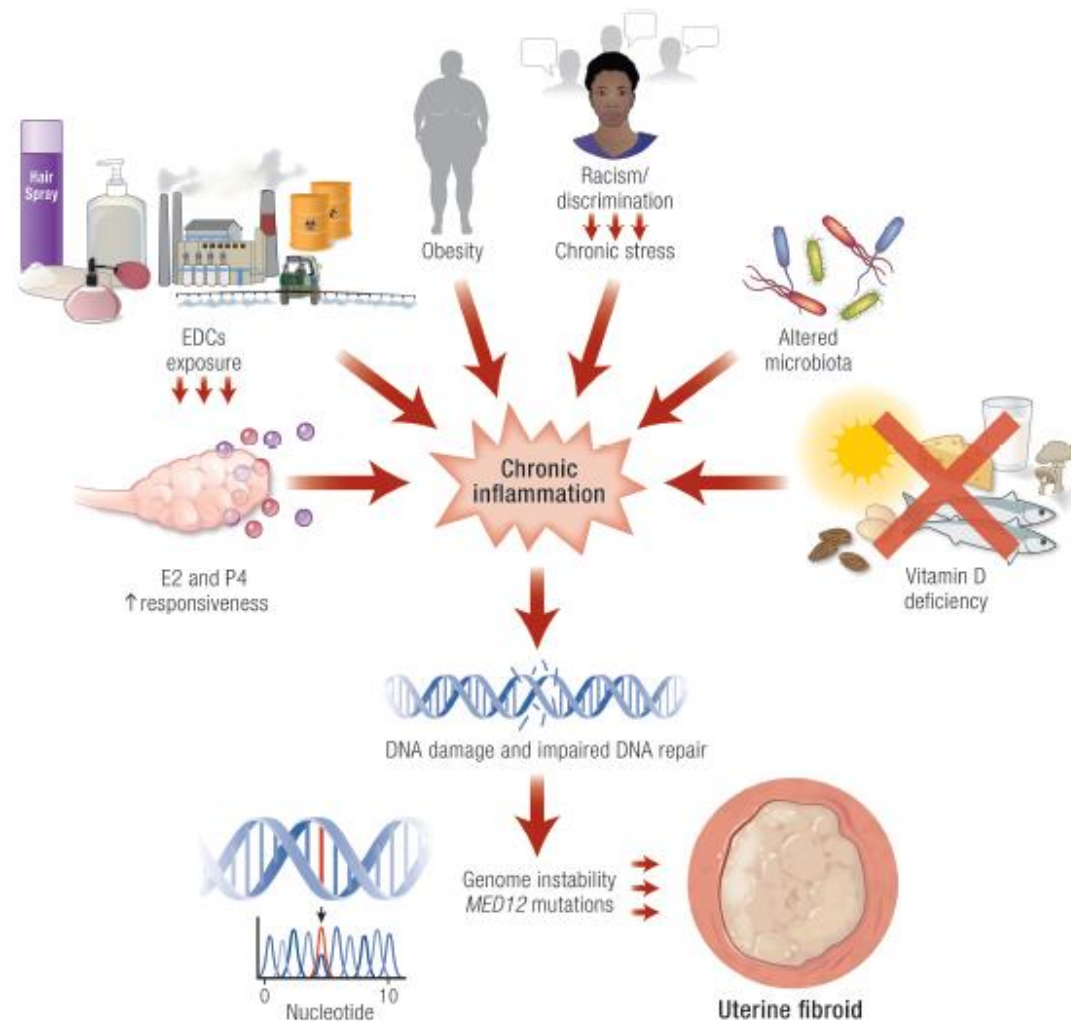 Hair
Spray
Racism/
discrimination
Chronic stress
Obesity
EDCs
exposure
Altered
microbiota
Chronic
inflammation
E2 and P4
↑ responsiveness
Vitamin D
deficiency
DNA damage and impaired DNA repair
Genome instability
MED12 mutations
0 10
Nucleotide
Uterine fibroid